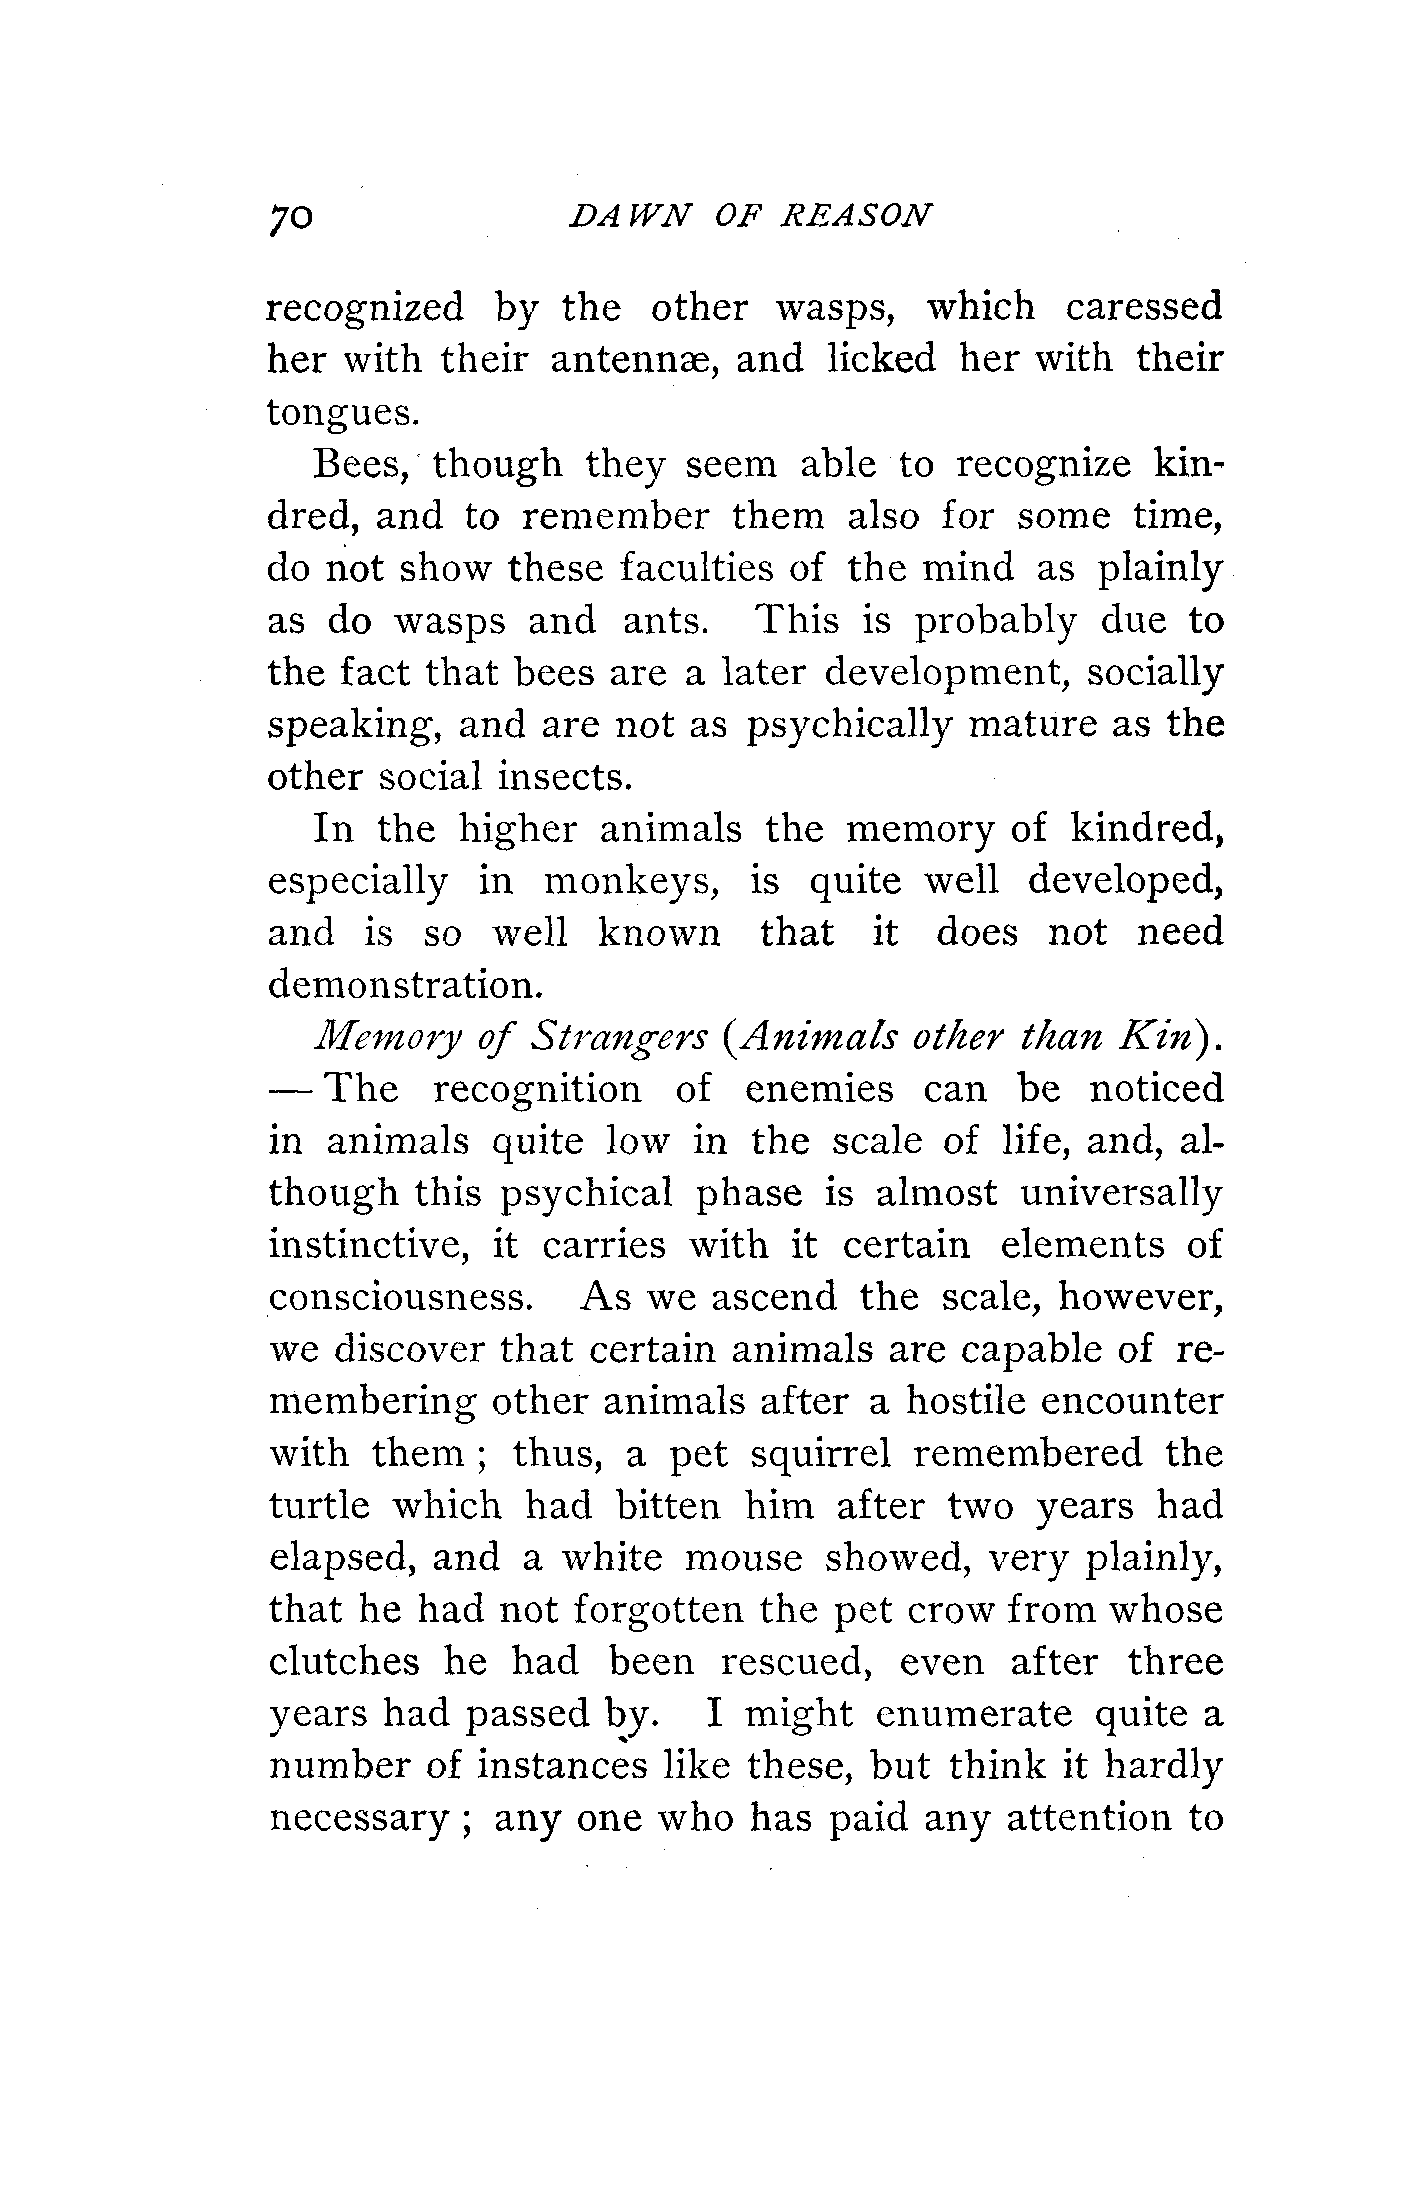 70 DAWN OF REASON
recognized by the other wasps, which caressed
her with their antennæ, and licked her with their
tongues.
Bees, though they seem able to recognize kin-
dred, and to remember them also for some time,
do not show these faculties of the mind as plainly
as do wasps and ants. This is probably due to
the fact that bees are a later development, socially
speaking, and are not as psychically mature as the
other social insects.
In the higher animals the memory of kindred,
especially in monkeys, is quite well developed,
and is so well known that it does not need
demonstration.
Memory of Strangers (Animals other than Kin).
— The recognition of enemies can be noticed
in animals quite low in the scale of life, and, al-
though this psychical phase is almost universally
instinctive, it carries with it certain elements of
consciousness. As we ascend the scale, however,
we discover that certain animals are capable of re-
membering other animals after a hostile encounter
with them ; thus, a pet squirrel remembered the
turtle which had bitten him after two years had
elapsed, and a white mouse showed, very plainly,
that he had not forgotten the pet crow from whose
clutches he had been rescued, even after three
years had passed by. I might enumerate quite a
number of instances like these, but think it hardly
necessary ; any one who has paid any attention to